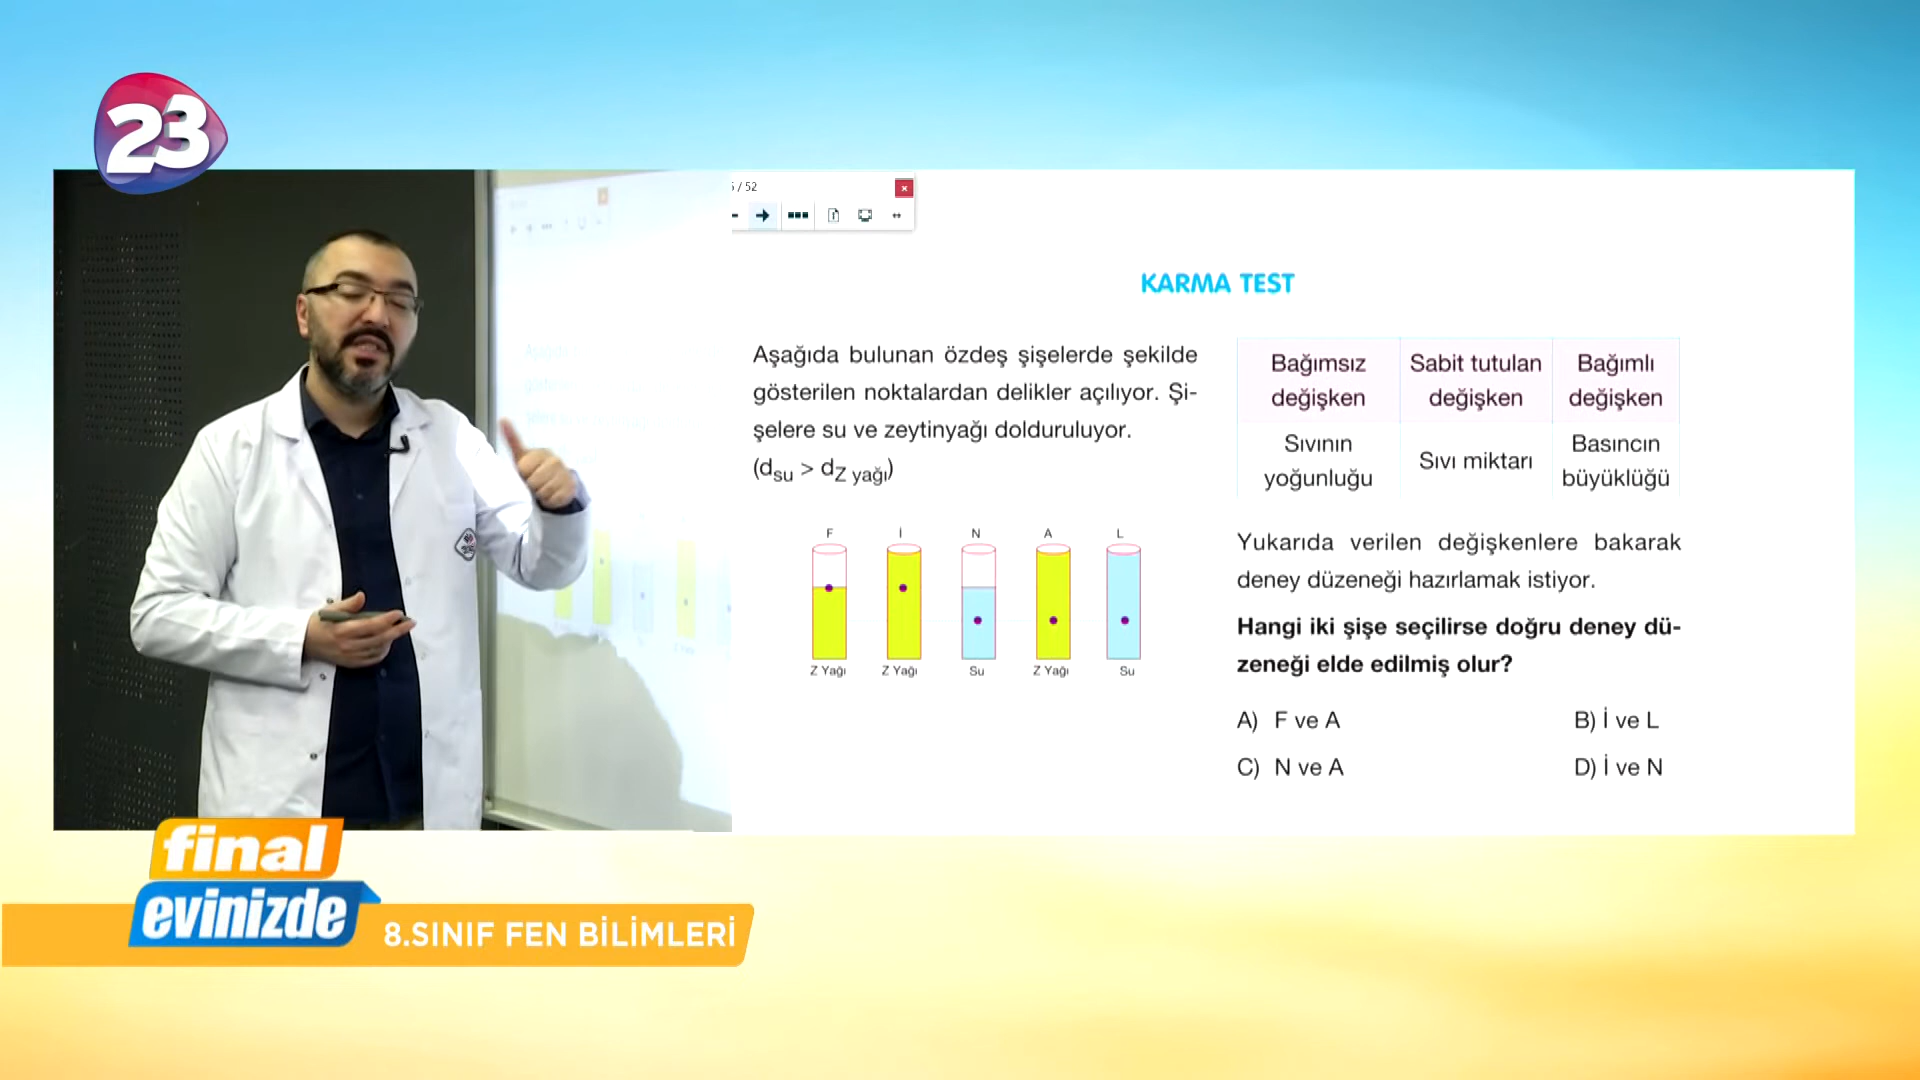 23
5 / 52
KARMA TEST
Aşağıda bulunan özdeş şişelerde şekilde
gösterilen noktalardan delikler açılıyor. Şi-
şelere su ve zeytinyağı dolduruluyor.
(dsu > dZ yağı)
F İ N A L
Z Yağı Z Yağı Su Z Yağı Su
Bağımsız değişken Sabit tutulan değişken Bağımlı değişken
Sıvının yoğunluğu Sıvı miktarı Basıncın büyüklüğü
Yukarıda verilen değişkenlere bakarak
deney düzeneği hazırlamak istiyor.
Hangi iki şişe seçilirse doğru deney dü-
zeneği elde edilmiş olur?
A) F ve A B) İ ve L
C) N ve A D) İ ve N
final
evinizde
8.SINIF FEN BİLİMLERİ